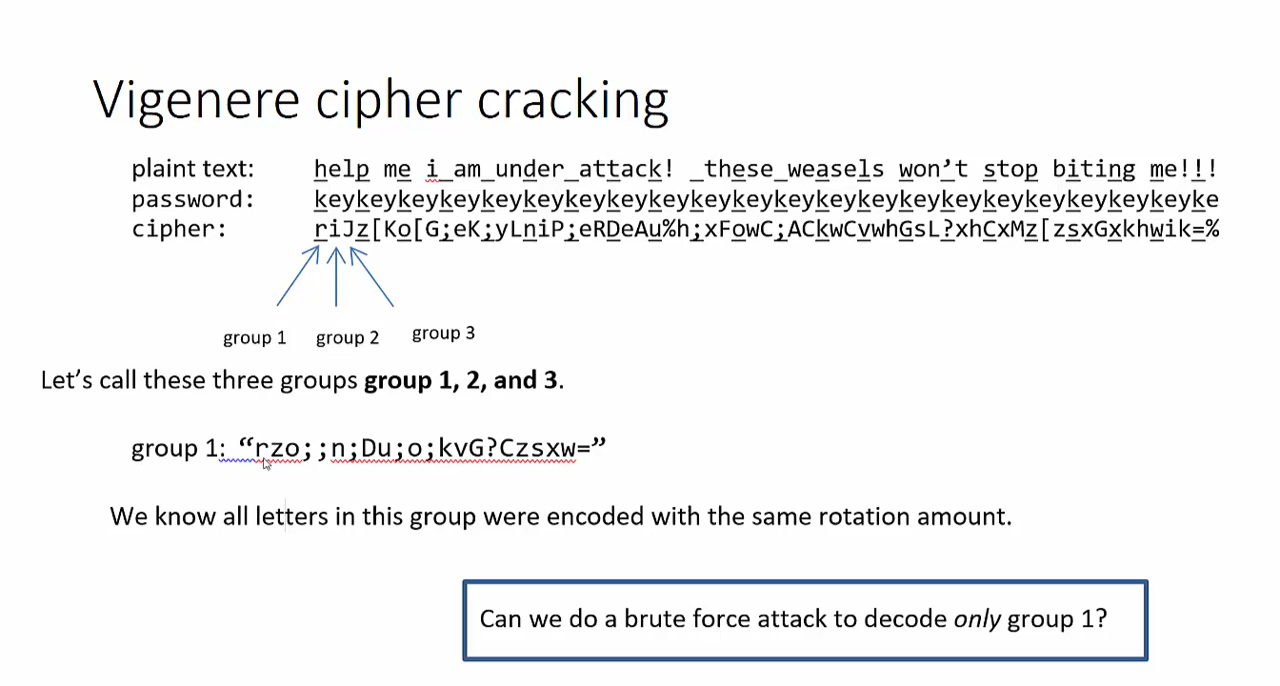 Vigenere cipher cracking
plaint text: help me i_am_under_attack! _these_weasels won’t stop biting me!!!
password: keykeykeykeykeykeykeykeykeykeykeykeykeykeykeykeykeykeykeykeykeyke
cipher: riJz[Ko[G;eK;yLniP;eRDeAu%h;xFowC;ACkwCvwhGsL?xhCxMz[zsxGxkhwik=%
group 1 group 2 group 3
Let’s call these three groups group 1, 2, and 3.
group 1: “rzo;;n;Du;o;kvG?Czsxw=”
We know all letters in this group were encoded with the same rotation amount.
Can we do a brute force attack to decode only group 1?